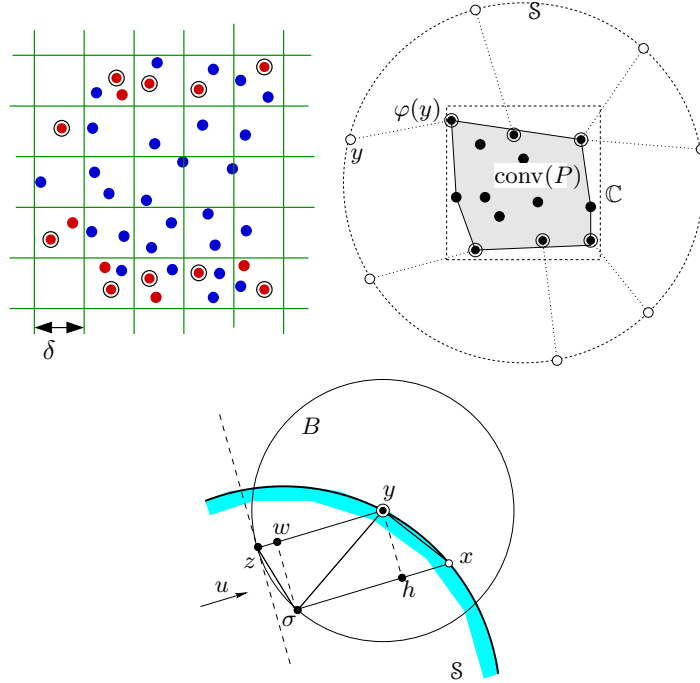 𝒮
φ(y)
y
conv(P)
ℂ
δ
B
y
w
z
x
h
u
σ
𝒮